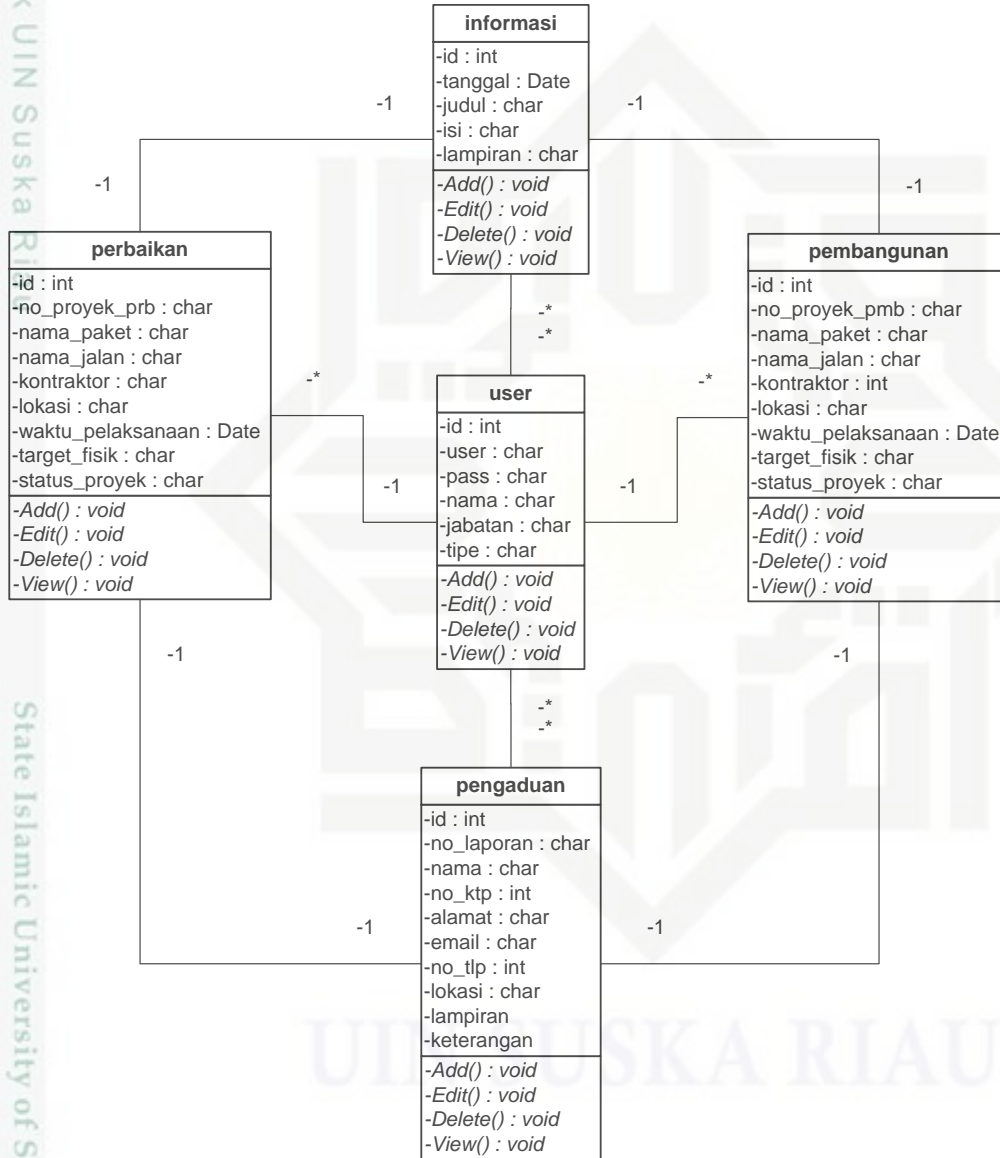 informasi
-id : int
-tanggal : Date
-judul : char
-isi : char
-lampiran : char
-Add() : void
-Edit() : void
-Delete() : void
-View() : void
-1
-1
-1
-1
perbaikan
-id : int
-no_proyek_prb : char
-nama_paket : char
-nama_jalan : char
-kontraktor : char
-lokasi : char
-waktu_pelaksanaan : Date
-target_fisik : char
-status_proyek : char
-Add() : void
-Edit() : void
-Delete() : void
-View() : void
pembangunan
-id : int
-no_proyek_pmb : char
-nama_paket : char
-nama_jalan : char
-kontraktor : int
-lokasi : char
-waktu_pelaksanaan : Date
-target_fisik : char
-status_proyek : char
-Add() : void
-Edit() : void
-Delete() : void
-View() : void
-*
-*
-*
-*
user
-id : int
-user : char
-pass : char
-nama : char
-jabatan : char
-tipe : char
-Add() : void
-Edit() : void
-Delete() : void
-View() : void
-1
-1
-1
-1
-*
-*
pengaduan
-id : int
-no_laporan : char
-nama : char
-no_ktp : int
-alamat : char
-email : char
-no_tlp : int
-lokasi : char
-lampiran
-keterangan
-Add() : void
-Edit() : void
-Delete() : void
-View() : void
-1
-1
UIN Suska Riau
State Islamic University of S
UIN SUSKA RIAU